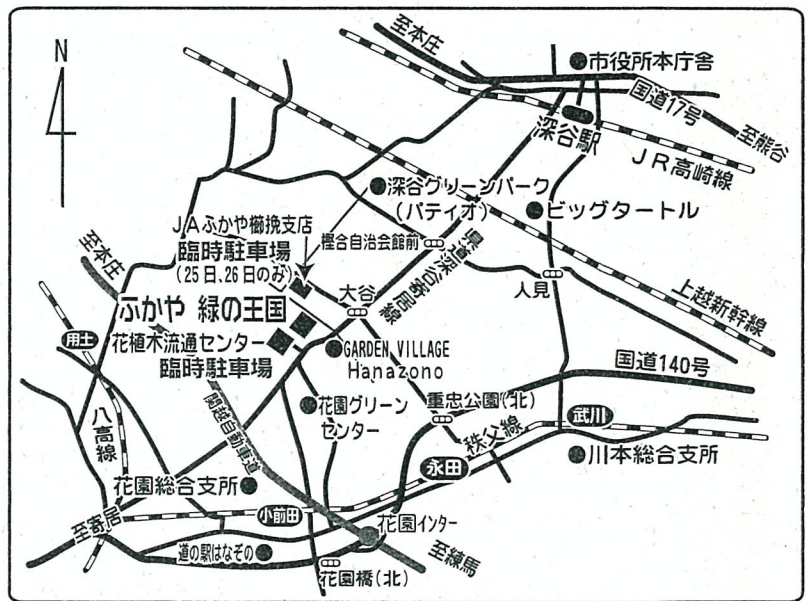 N
至本庄
市役所本庁舎
国道17号
至熊谷
深谷駅
JR高崎線
深谷グリーンパーク
(パティオ)
ビッグタートル
JAふかや櫛挽支店
臨時駐車場
(25日、26日のみ)
樫合自治会館前
県道深谷寄居線
至本庄
大谷
人見
上越新幹線
ふかや 緑の王国
用土
花植木流通センター
臨時駐車場
GARDEN VILLAGE
Hanazono
国道140号
八高線
関越自動車道
花園グリーン
センター
重忠公園(北)
武川
秩父線
川本総合支所
永田
花園総合支所
至寄居
小前田
花園インター
道の駅はなぞの
至練馬
花園橋(北)